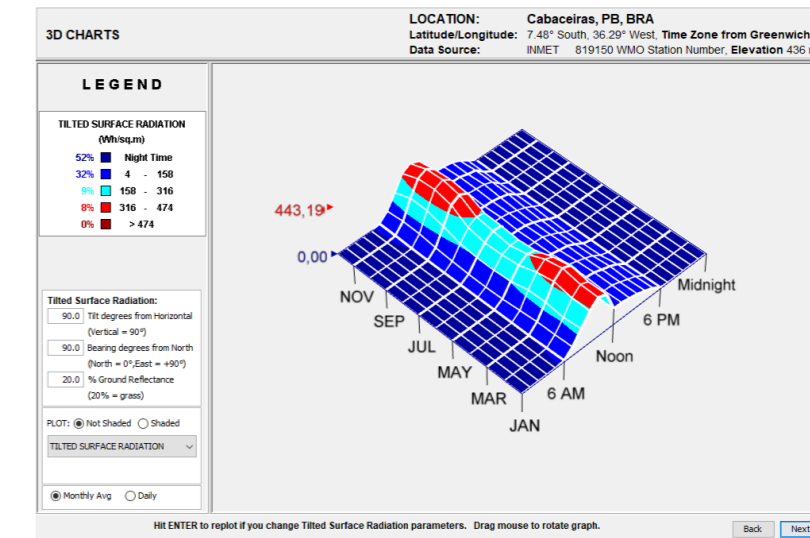 3D CHARTS
LOCATION: Cabaceiras, PB, BRA
Latitude/Longitude: 7.48° South, 36.29° West, Time Zone from Greenwich
Data Source: INMET 819150 WMO Station Number, Elevation 436
LEGEND
TILTED SURFACE RADIATION
(Wh/sq.m)
52% Night Time
32% 4 - 158
9% 158 - 316
8% 316 - 474
0% > 474
Tilted Surface Radiation:
90.0 Tilt degrees from Horizontal
(Vertical = 90°)
90.0 Bearing degrees from North
(North = 0°,East = +90°)
20.0 % Ground Reflectance
(20% = grass)
PLOT: Not Shaded Shaded
TILTED SURFACE RADIATION
Monthly Avg Daily
443,19
0,00
NOV
SEP
JUL
MAY
MAR
JAN
6 AM
Noon
6 PM
Midnight
Hit ENTER to replot if you change Tilted Surface Radiation parameters. Drag mouse to rotate graph.
Back Next